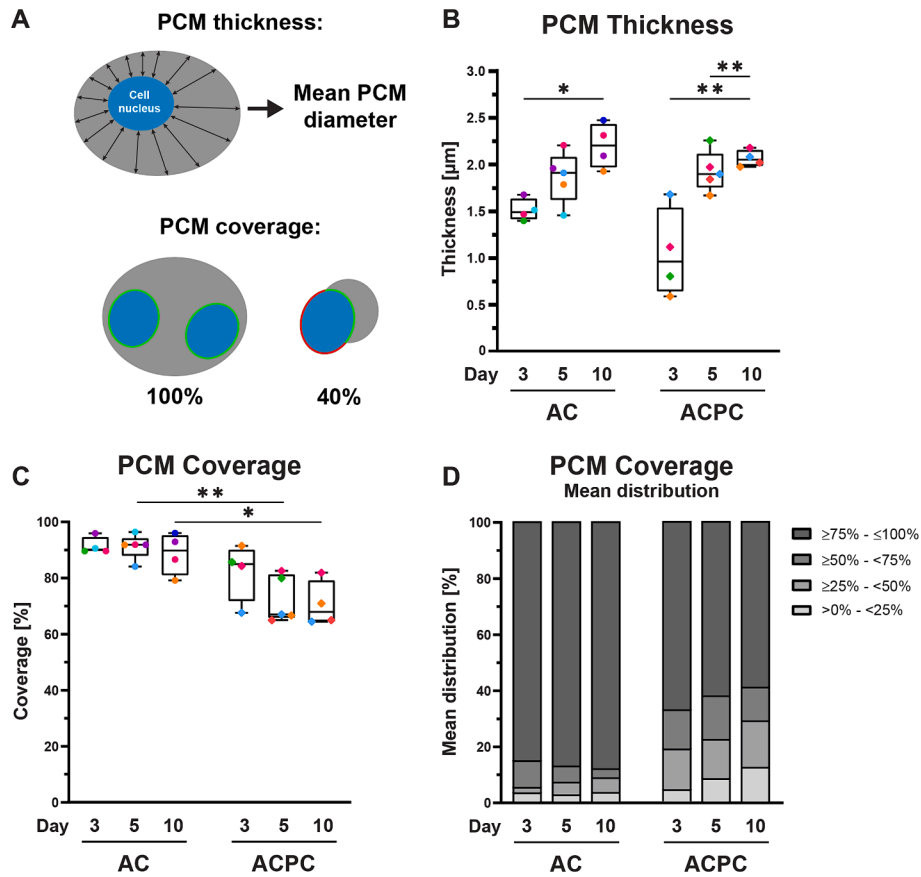 A
PCM thickness:
Cell
nucleus
Mean PCM
diameter
PCM coverage:
100%
40%
B
PCM Thickness
**
*
**
Thickness [µm]
3.0
2.5
2.0
1.5
1.0
0.5
0
Day 3 5 10 3 5 10
AC ACPC
C
PCM Coverage
**
*
Coverage [%]
100
80
60
40
20
0
Day 3 5 10 3 5 10
AC ACPC
D
PCM Coverage
Mean distribution
Mean distribution [%]
100
80
60
40
20
0
Day 3 5 10 3 5 10
AC ACPC
≥75% - ≤100%
≥50% - <75%
≥25% - <50%
>0% - <25%